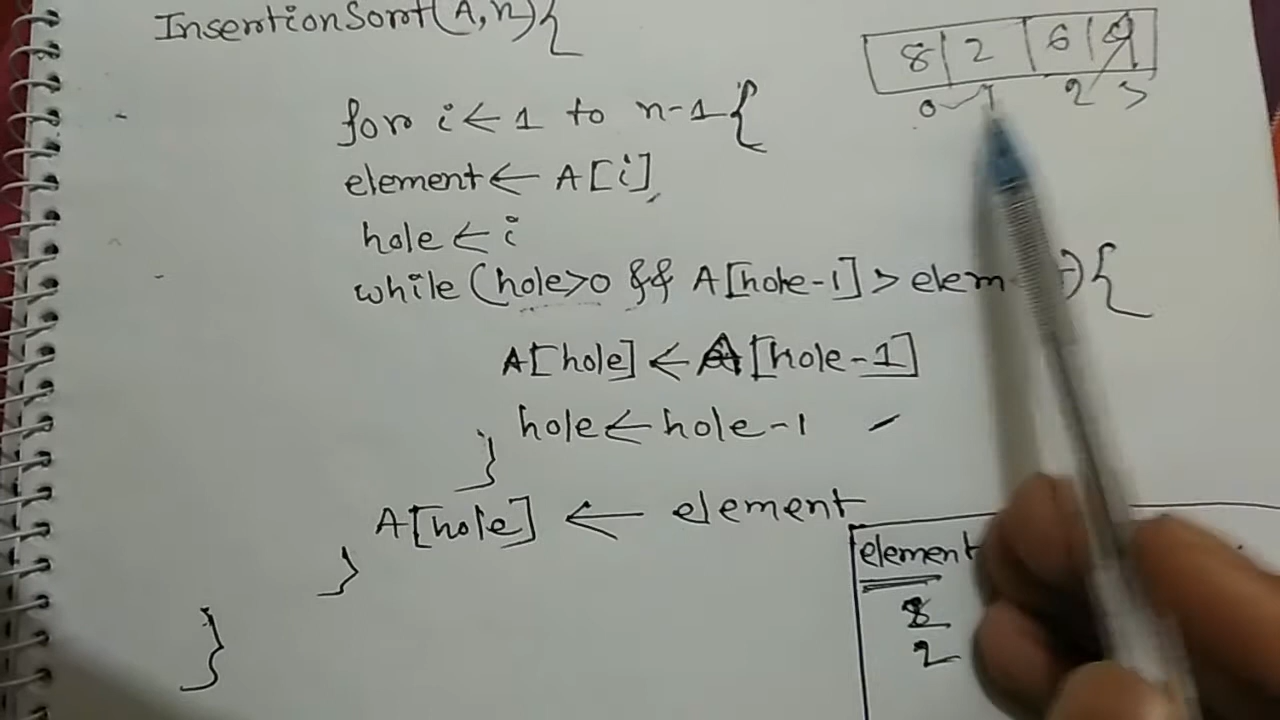 InsertionSort(A,n){
8 2 6
0 1 2 3
for i ← 1 to n-1{
element ← A[i]
hole ← i
while (hole>0 && A[hole-1] > elem){
A[hole] ← A[hole-1]
hole ← hole-1
}
A[hole] ← element
}
}
element
8
2